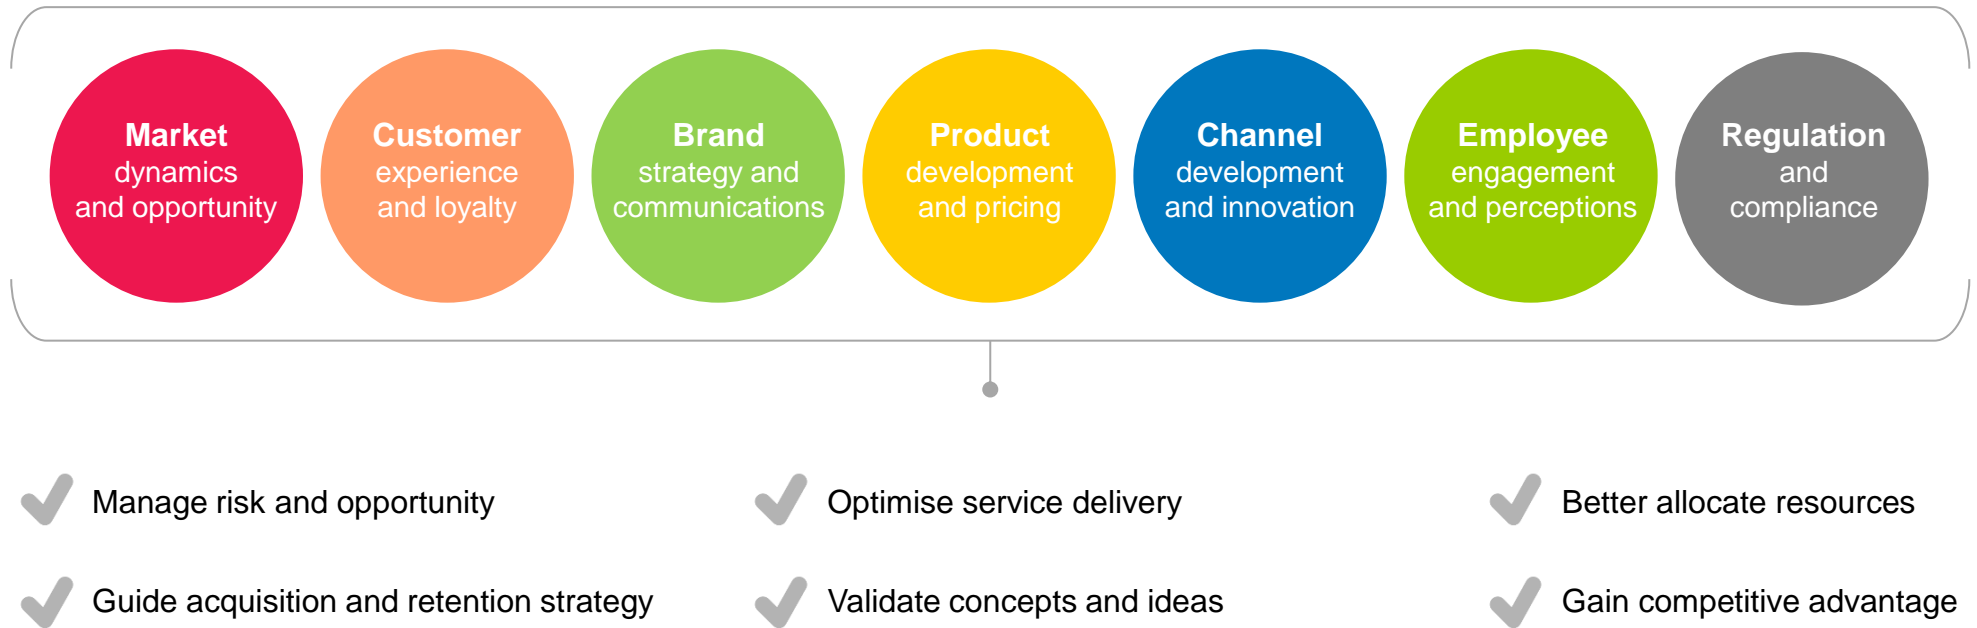 Market
dynamics
and opportunity
Customer
experience
and loyalty
Brand
strategy and
communications
Product
development
and pricing
Channel
development
and innovation
Employee
engagement
and perceptions
Regulation
and
compliance
Manage risk and opportunity
Optimise service delivery
Better allocate resources
Guide acquisition and retention strategy
Validate concepts and ideas
Gain competitive advantage